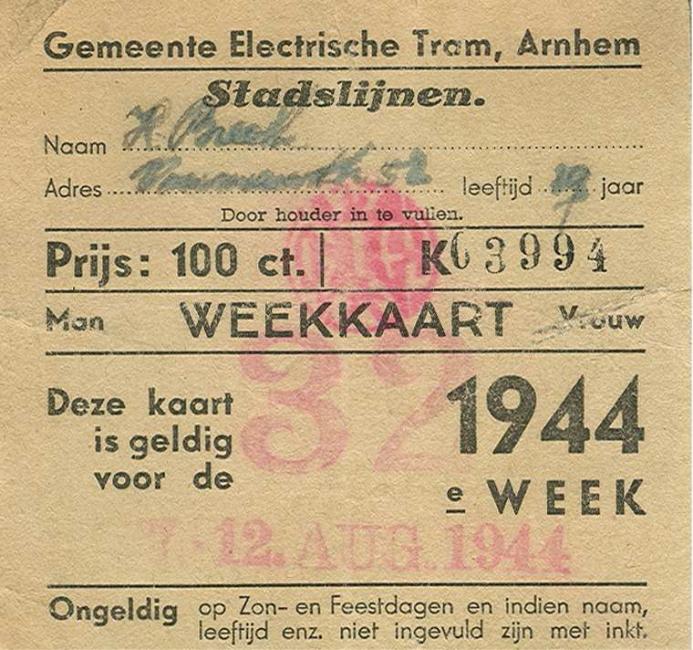 Gemeente Electrische Tram, Arnhem
Stadslijnen.
Naam H.
Adres 52 leeftijd jaar
Door houder in te vullen.
Prijs: 100 ct. K 03994
Man WEEKKAART Vrouw
32
Deze kaart
is geldig
voor de
1944
e WEEK
7-12. AUG. 1944
Ongeldig op Zon- en Feestdagen en indien naam,
leeftijd enz. niet ingevuld zijn met inkt.